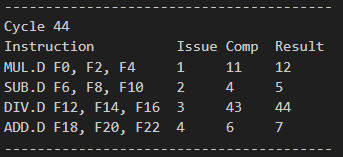 ------------------------------------------
Cycle 44
Instruction Issue Comp Result
MUL.D F0, F2, F4 1 11 12
SUB.D F6, F8, F10 2 4 5
DIV.D F12, F14, F16 3 43 44
ADD.D F18, F20, F22 4 6 7
------------------------------------------